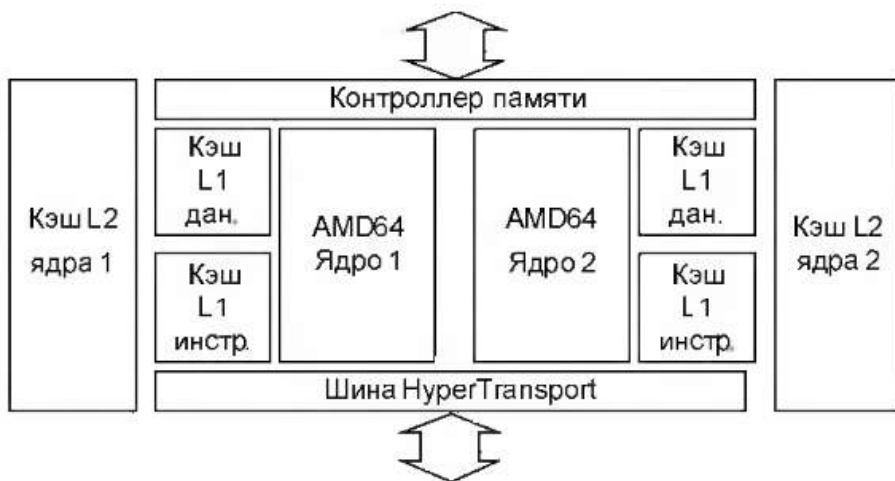 Контроллер памяти
Кэш L2
ядра 1
Кэш
L1
дан.
Кэш
L1
инстр.
AMD64
Ядро 1
AMD64
Ядро 2
Кэш
L1
дан.
Кэш
L1
инстр.
Кэш L2
ядра 2
Шина HyperTransport